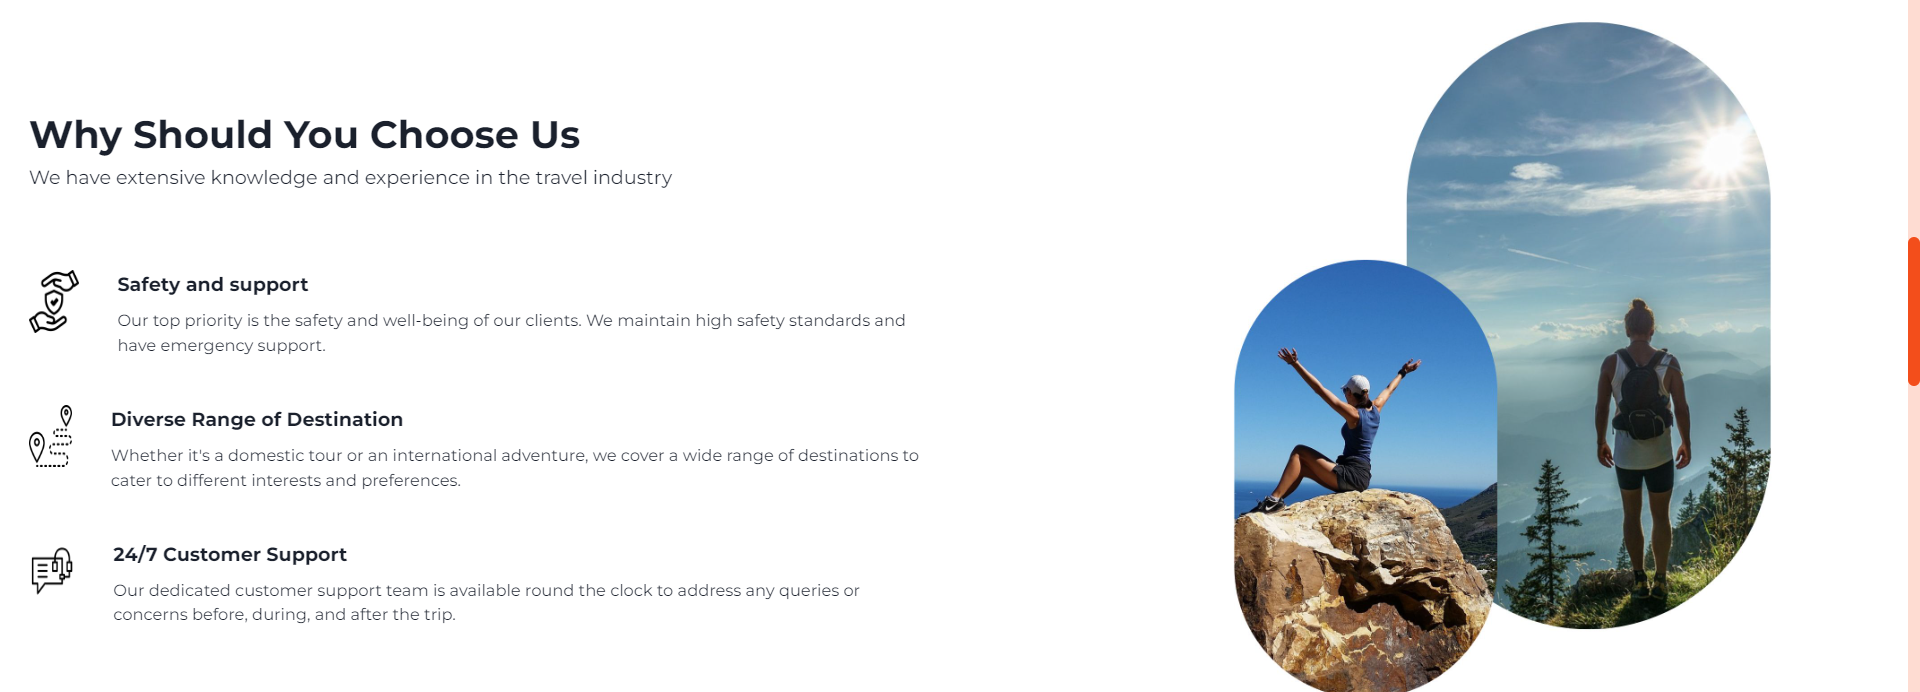 Why Should You Choose Us
We have extensive knowledge and experience in the travel industry
Safety and support
Our top priority is the safety and well-being of our clients. We maintain high safety standards and
have emergency support.
Diverse Range of Destination
Whether it's a domestic tour or an international adventure, we cover a wide range of destinations to
cater to different interests and preferences.
24/7 Customer Support
Our dedicated customer support team is available round the clock to address any queries or
concerns before, during, and after the trip.